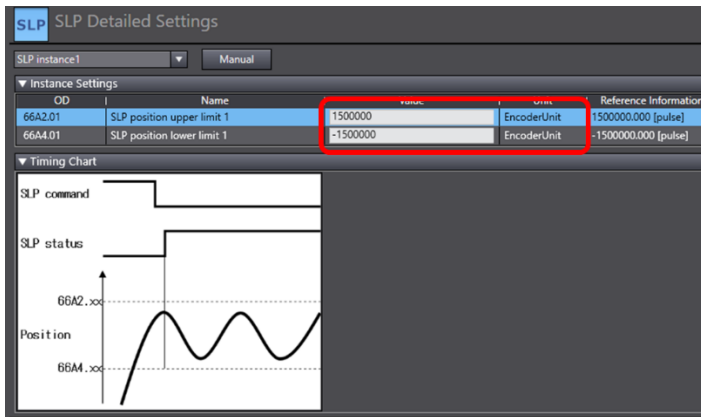 SLP SLP Detailed Settings
SLP instance1 ▼ Manual
▼ Instance Settings
OD Name Value Unit Reference Information
66A2.01 SLP position upper limit 1 1500000 EncoderUnit 1500000.000 [pulse]
66A4.01 SLP position lower limit 1 -1500000 EncoderUnit -1500000.000 [pulse]
▼ Timing Chart
SLP command
SLP status
66A2.xx
Position
66A4.xx